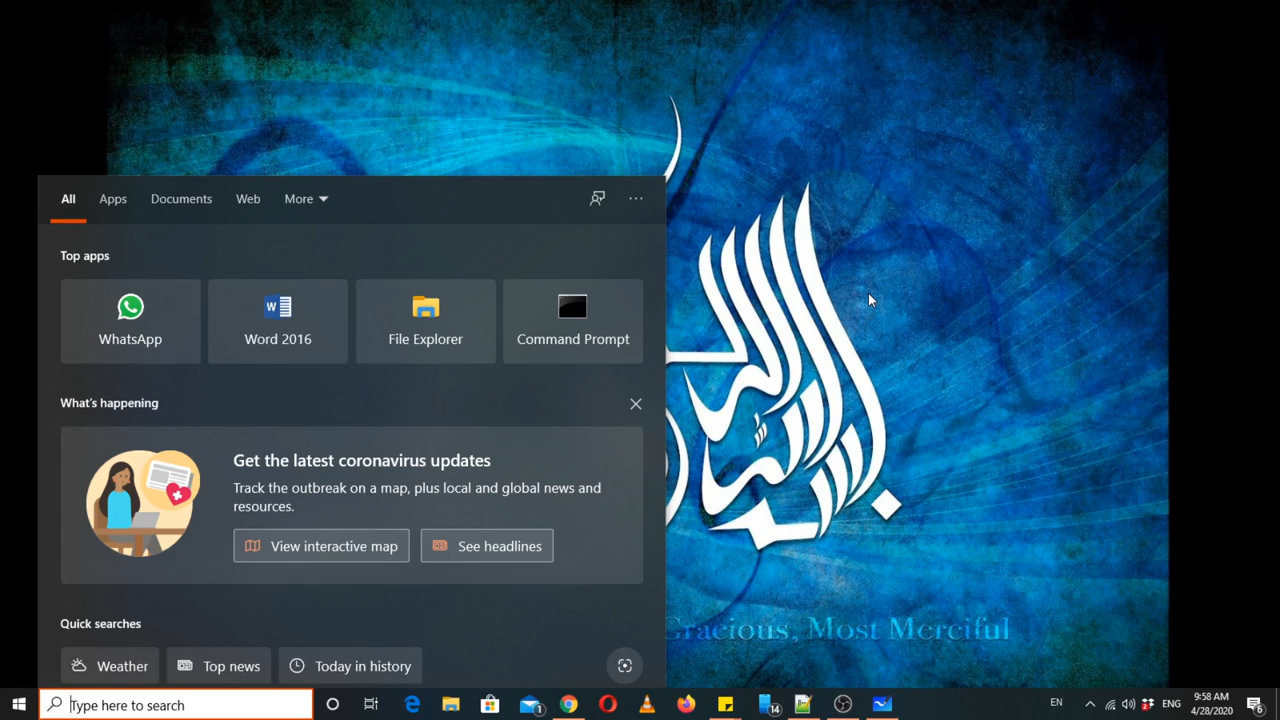 All Apps Documents Web More
Top apps
WhatsApp Word 2016 File Explorer Command Prompt
What's happening
Get the latest coronavirus updates
Track the outbreak on a map, plus local and global news and
resources.
View interactive map See headlines
Quick searches
Gracious, Most Merciful
Weather Top news Today in history
Type here to search
1
14
EN
ENG
9:58 AM
4/28/2020
6